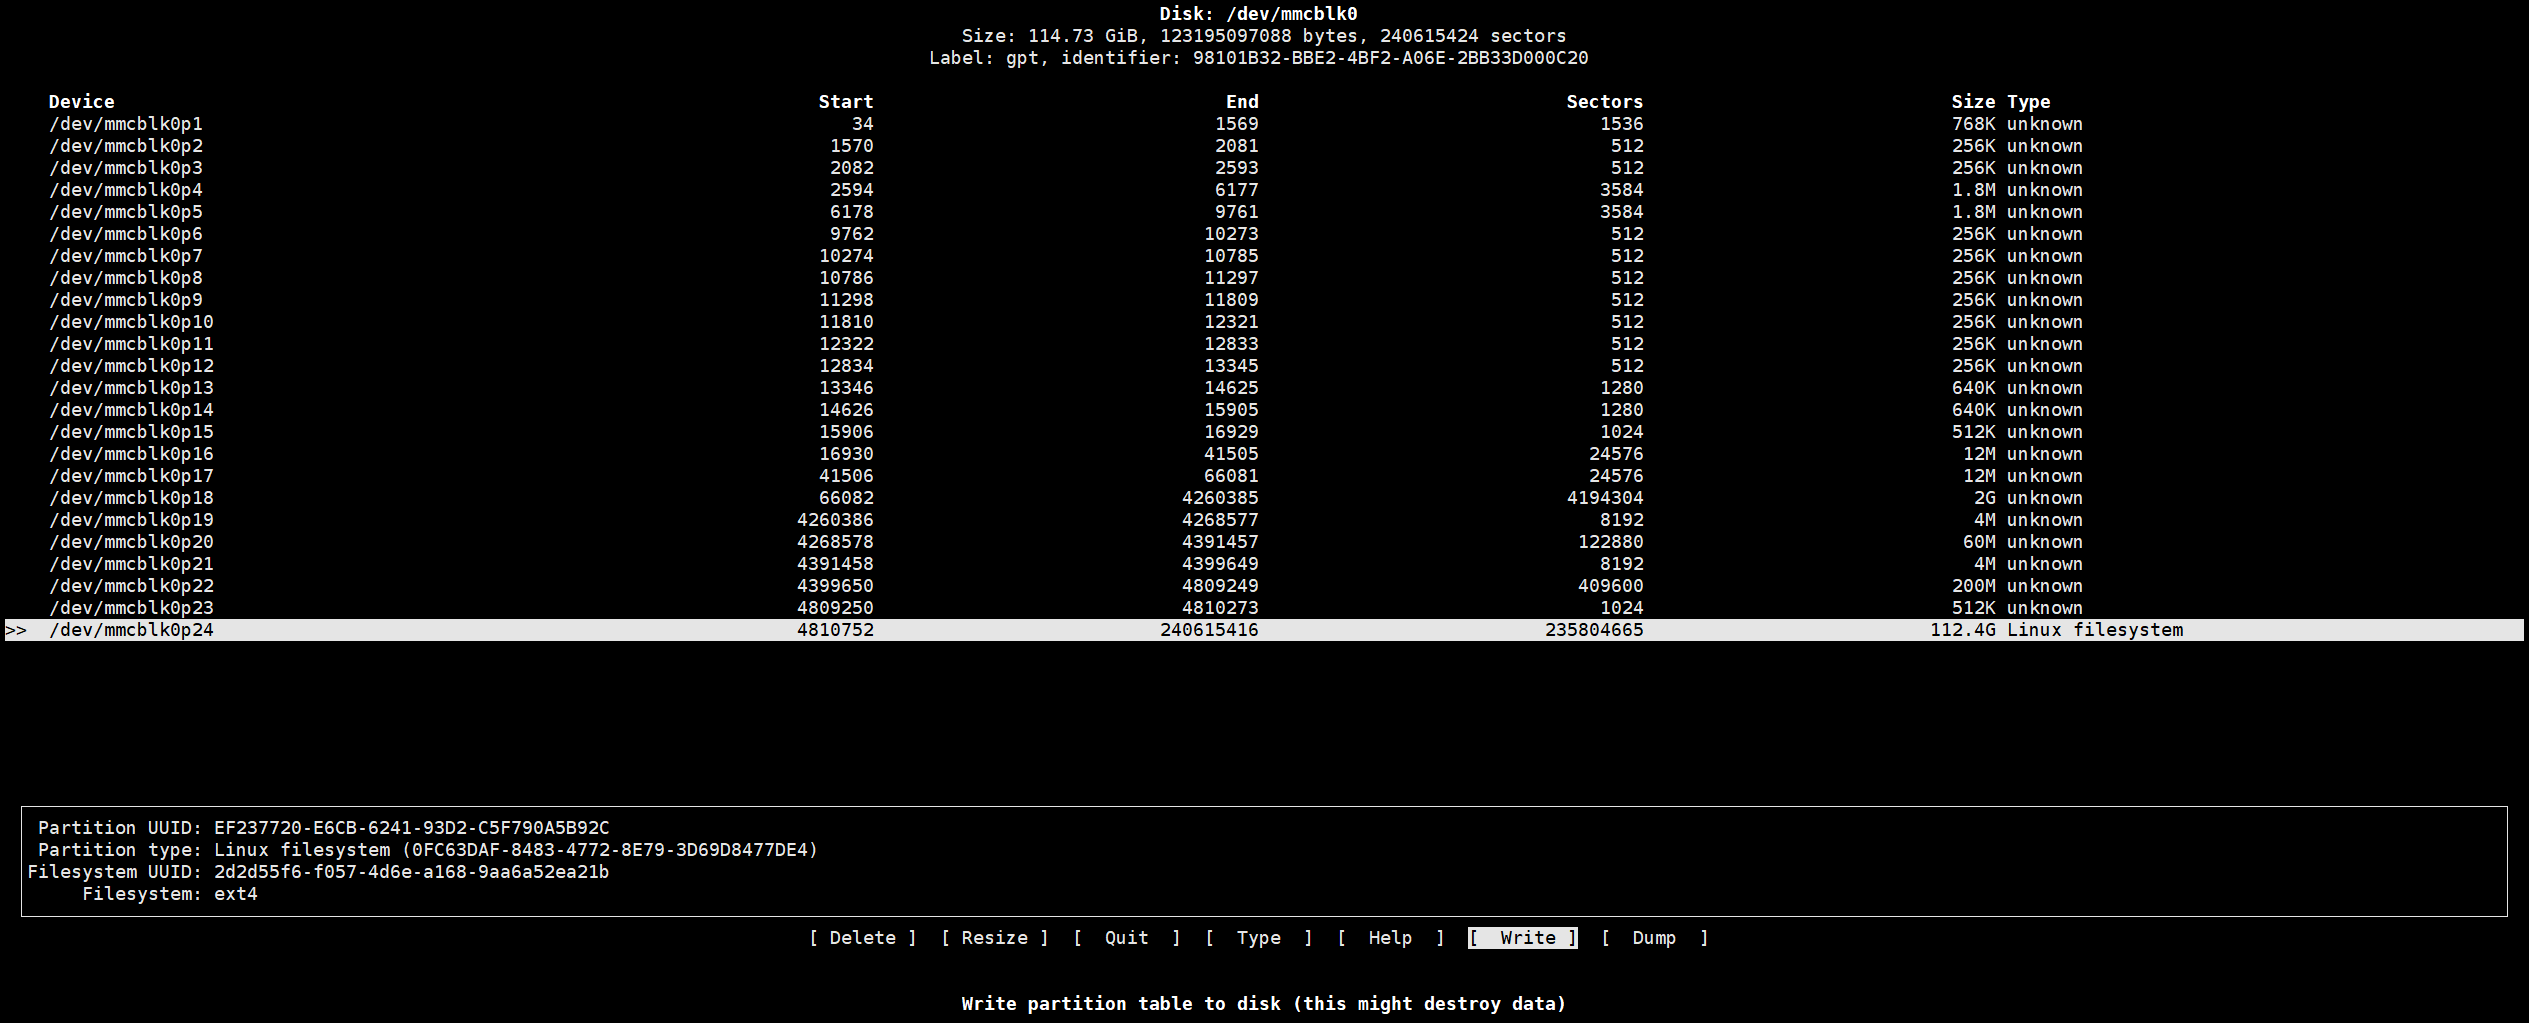 Disk: /dev/mmcblk0
Size: 114.73 GiB, 123195097088 bytes, 240615424 sectors
Label: gpt, identifier: 98101B32-BBE2-4BF2-A06E-2BB33D000C20
Device Start End Sectors Size Type
/dev/mmcblk0p1 34 1569 1536 768K unknown
/dev/mmcblk0p2 1570 2081 512 256K unknown
/dev/mmcblk0p3 2082 2593 512 256K unknown
/dev/mmcblk0p4 2594 6177 3584 1.8M unknown
/dev/mmcblk0p5 6178 9761 3584 1.8M unknown
/dev/mmcblk0p6 9762 10273 512 256K unknown
/dev/mmcblk0p7 10274 10785 512 256K unknown
/dev/mmcblk0p8 10786 11297 512 256K unknown
/dev/mmcblk0p9 11298 11809 512 256K unknown
/dev/mmcblk0p10 11810 12321 512 256K unknown
/dev/mmcblk0p11 12322 12833 512 256K unknown
/dev/mmcblk0p12 12834 13345 512 256K unknown
/dev/mmcblk0p13 13346 14625 1280 640K unknown
/dev/mmcblk0p14 14626 15905 1280 640K unknown
/dev/mmcblk0p15 15906 16929 1024 512K unknown
/dev/mmcblk0p16 16930 41505 24576 12M unknown
/dev/mmcblk0p17 41506 66081 24576 12M unknown
/dev/mmcblk0p18 66082 4260385 4194304 2G unknown
/dev/mmcblk0p19 4260386 4268577 8192 4M unknown
/dev/mmcblk0p20 4268578 4391457 122880 60M unknown
/dev/mmcblk0p21 4391458 4399649 8192 4M unknown
/dev/mmcblk0p22 4399650 4809249 409600 200M unknown
/dev/mmcblk0p23 4809250 4810273 1024 512K unknown
>> /dev/mmcblk0p24 4810752 240615416 235804665 112.4G Linux filesystem
Partition UUID: EF237720-E6CB-6241-93D2-C5F790A5B92C
Partition type: Linux filesystem (0FC63DAF-8483-4772-8E79-3D69D8477DE4)
Filesystem UUID: 2d2d55f6-f057-4d6e-a168-9aa6a52ea21b
Filesystem: ext4
[ Delete ] [ Resize ] [ Quit ] [ Type ] [ Help ] [ Write ] [ Dump ]
Write partition table to disk (this might destroy data)